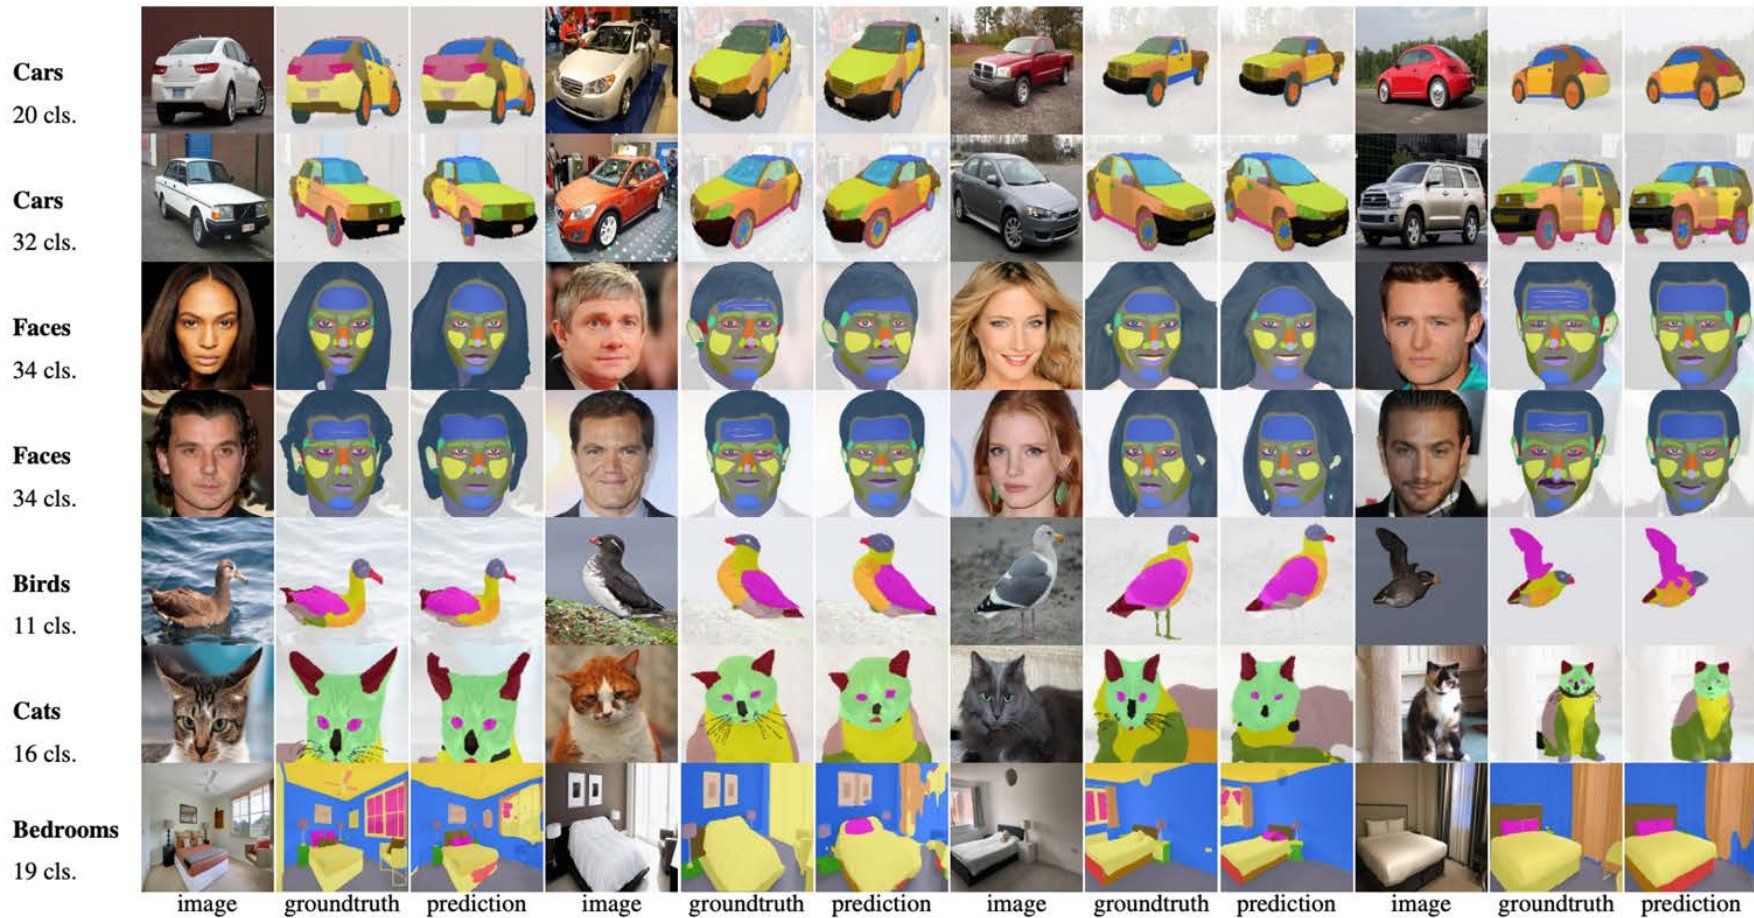 Cars
20 cls.
Cars
32 cls.
Faces
34 cls.
Faces
34 cls.
Birds
11 cls.
Cats
16 cls.
Bedrooms
19 cls.
image groundtruth prediction image groundtruth prediction image groundtruth prediction image groundtruth prediction